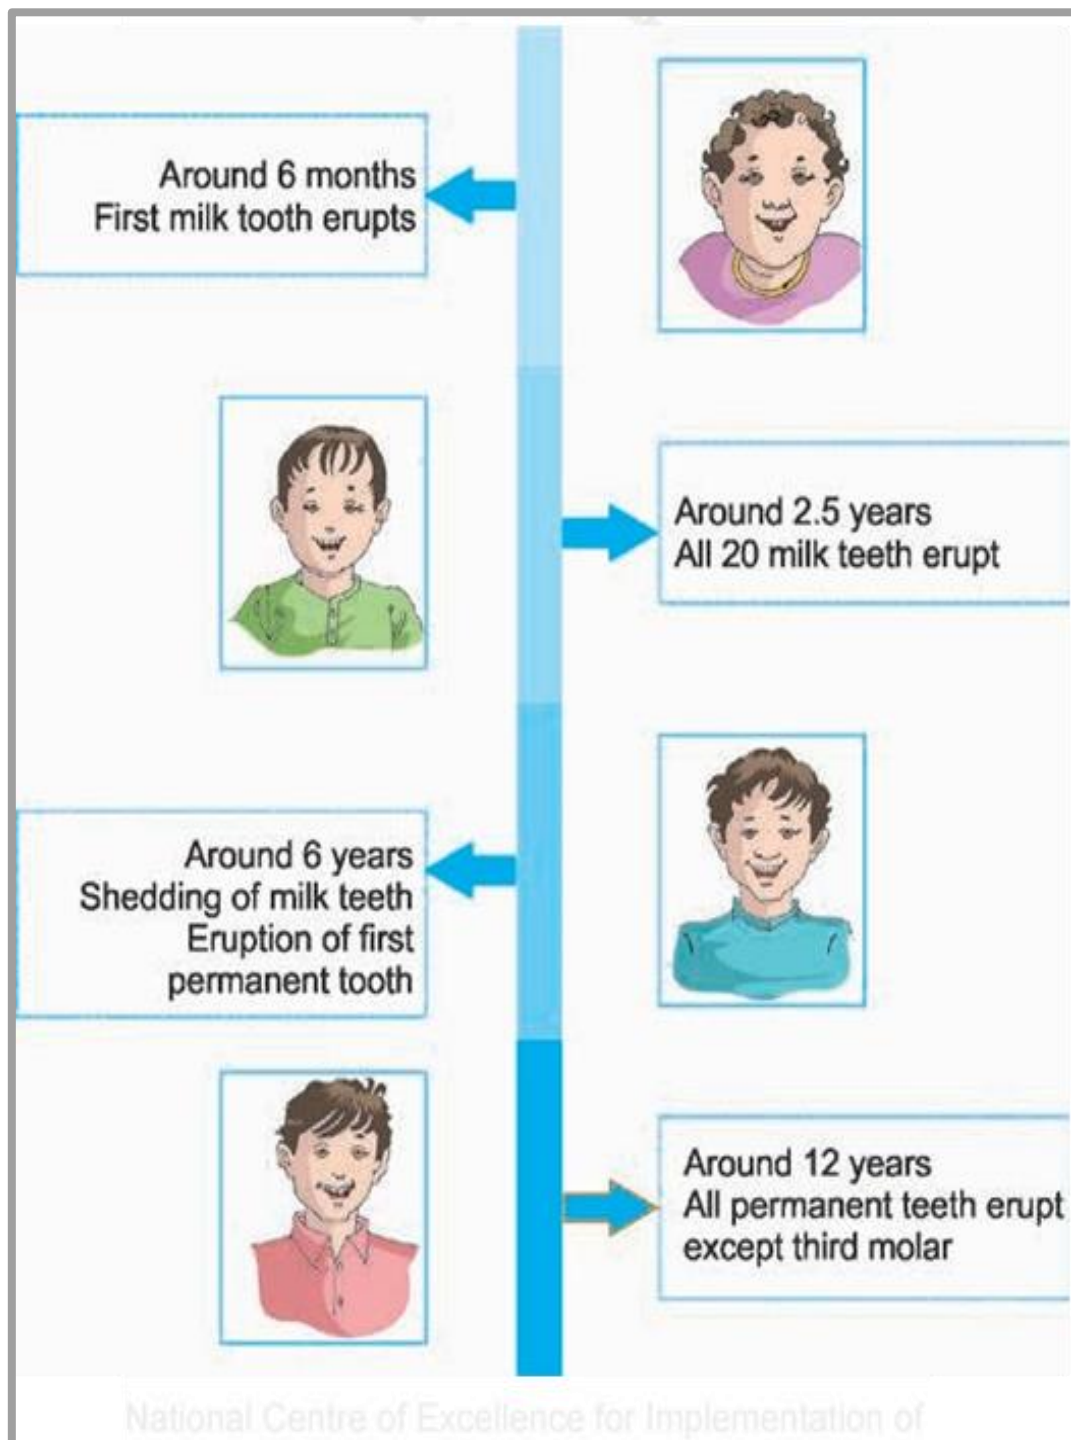 Around 6 months
First milk tooth erupts
Around 2.5 years
All 20 milk teeth erupt
Around 6 years
Shedding of milk teeth
Eruption of first
permanent tooth
Around 12 years
All permanent teeth erupt
except third molar
National Centre of Excellence for Implementation of